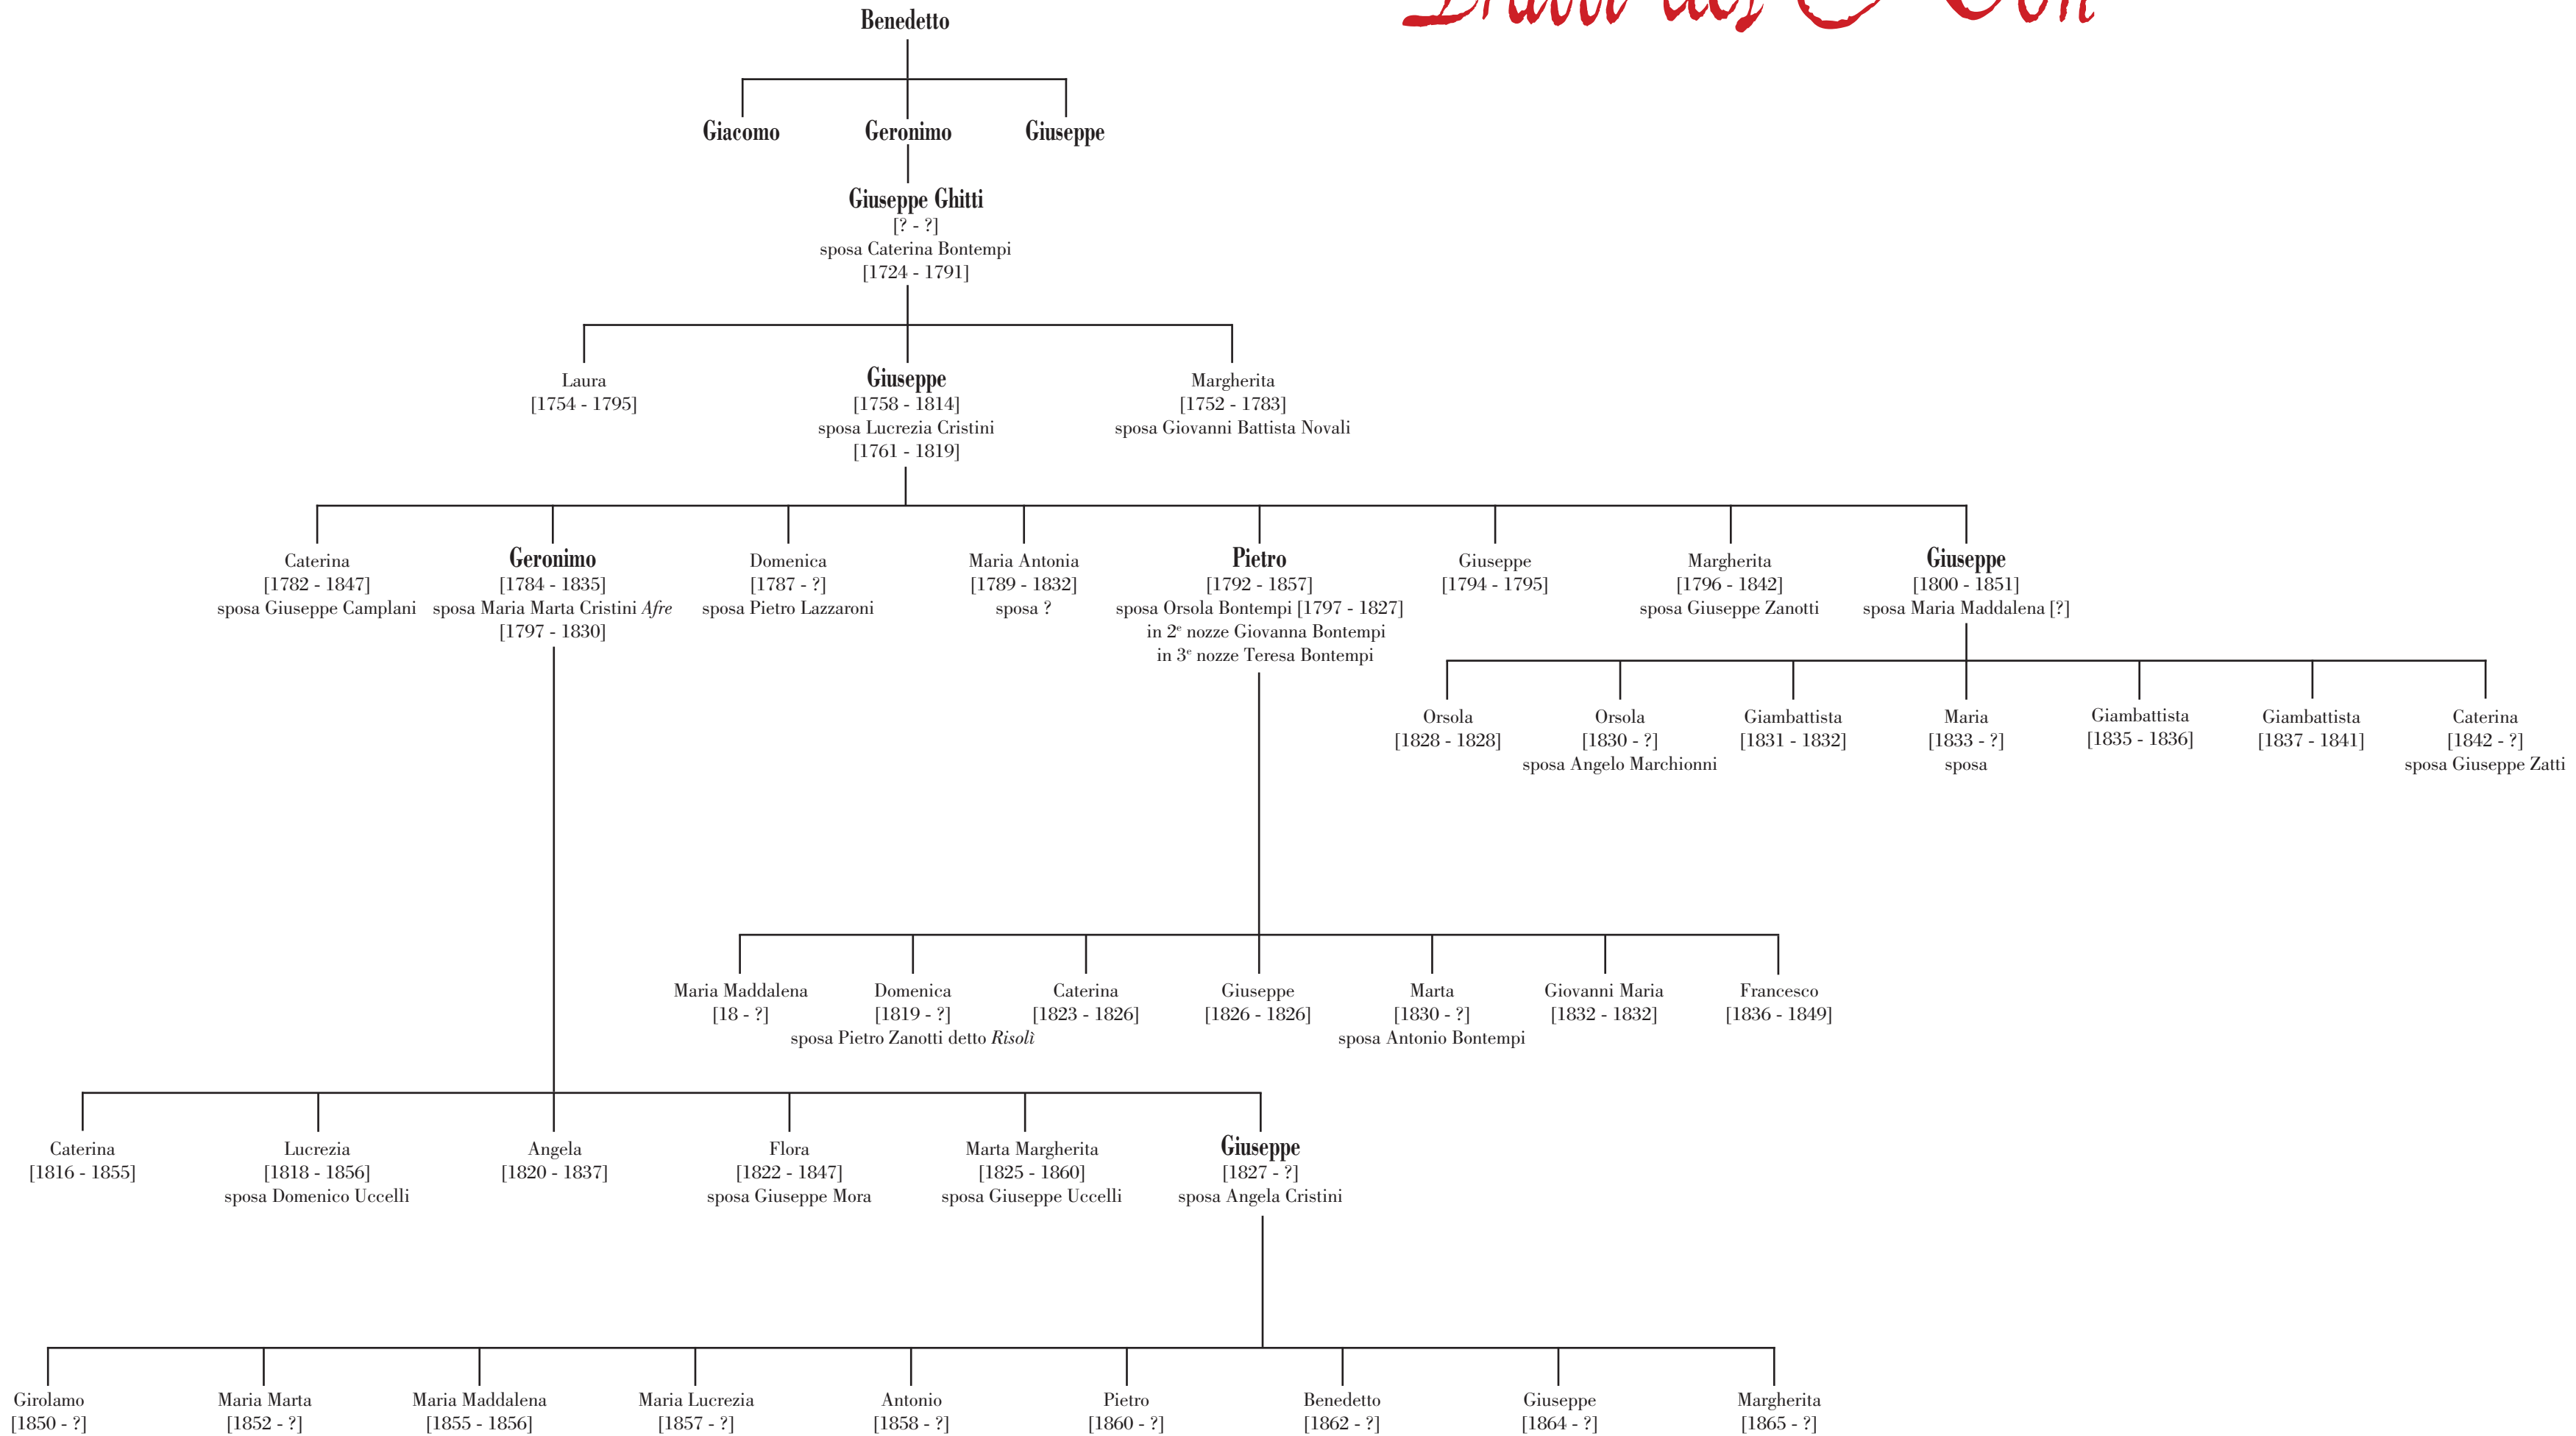 Benedetto
Giacomo
Geronimo
Giuseppe
Giuseppe Ghitti
[? - ?]
sposa Caterina Bontempi
[1724 - 1791]
Laura
[1754 - 1795]
Giuseppe
[1758 - 1814]
sposa Lucrezia Cristini
[1761 - 1819]
Margherita
[1752 - 1783]
sposa Giovanni Battista Novali
Caterina
[1782 - 1847]
sposa Giuseppe Camplani
Geronimo
[1784 - 1835]
sposa Maria Marta Cristini Afre
[1797 - 1830]
Domenica
[1787 - ?]
sposa Pietro Lazzaroni
Maria Antonia
[1789 - 1832]
sposa ?
Pietro
[1792 - 1857]
sposa Orsola Bontempi [1797 - 1827]
in 2e nozze Giovanna Bontempi
in 3e nozze Teresa Bontempi
Giuseppe
[1794 - 1795]
Margherita
[1796 - 1842]
sposa Giuseppe Zanotti
Giuseppe
[1800 - 1851]
sposa Maria Maddalena [?]
Orsola
[1828 - 1828]
Orsola
[1830 - ?]
sposa Angelo Marchionni
Giambattista
[1831 - 1832]
Maria
[1833 - ?]
sposa
Giambattista
[1835 - 1836]
Giambattista
[1837 - 1841]
Caterina
[1842 - ?]
sposa Giuseppe Zatti
Maria Maddalena
[18 - ?]
Domenica
[1819 - ?]
sposa Pietro Zanotti detto Risolì
Caterina
[1823 - 1826]
Giuseppe
[1826 - 1826]
Marta
[1830 - ?]
sposa Antonio Bontempi
Giovanni Maria
[1832 - 1832]
Francesco
[1836 - 1849]
Caterina
[1816 - 1855]
Lucrezia
[1818 - 1856]
sposa Domenico Uccelli
Angela
[1820 - 1837]
Flora
[1822 - 1847]
sposa Giuseppe Mora
Marta Margherita
[1825 - 1860]
sposa Giuseppe Uccelli
Giuseppe
[1827 - ?]
sposa Angela Cristini
Girolamo
[1850 - ?]
Maria Marta
[1852 - ?]
Maria Maddalena
[1855 - 1856]
Maria Lucrezia
[1857 - ?]
Antonio
[1858 - ?]
Pietro
[1860 - ?]
Benedetto
[1862 - ?]
Giuseppe
[1864 - ?]
Margherita
[1865 - ?]